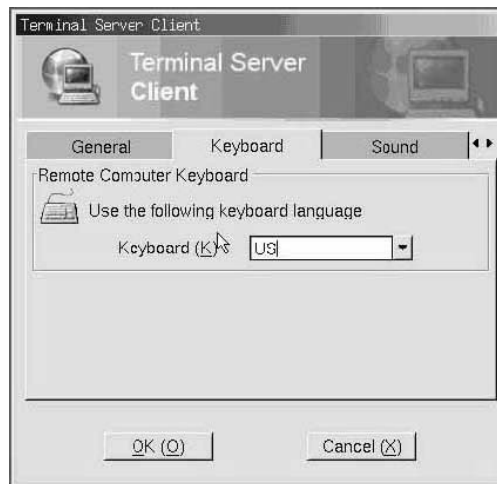 Terminal Server Client
Terminal Server
Client
General Keyboard Sound
Remote Computer Keyboard
Use the following keyboard language
Keyboard (K) US
OK (O) Cancel (X)